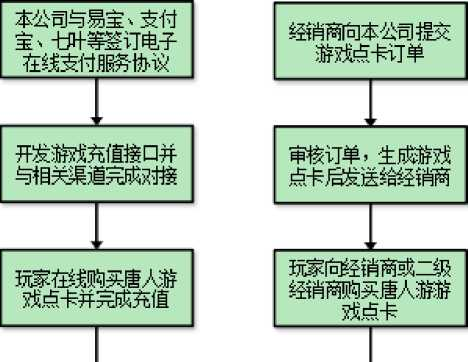 本公司与易宝、支付
宝、七叶等签订电子
在线支付服务协议
经销商向本公司提交
游戏点卡订单
开发游戏充值接口并
与相关渠道完成对接
审核订单，生成游戏
点卡后发送给经销商
玩家在线购买唐人游
戏点卡并完成充值
玩家向经销商或二级
经销商购买唐人游游
戏点卡